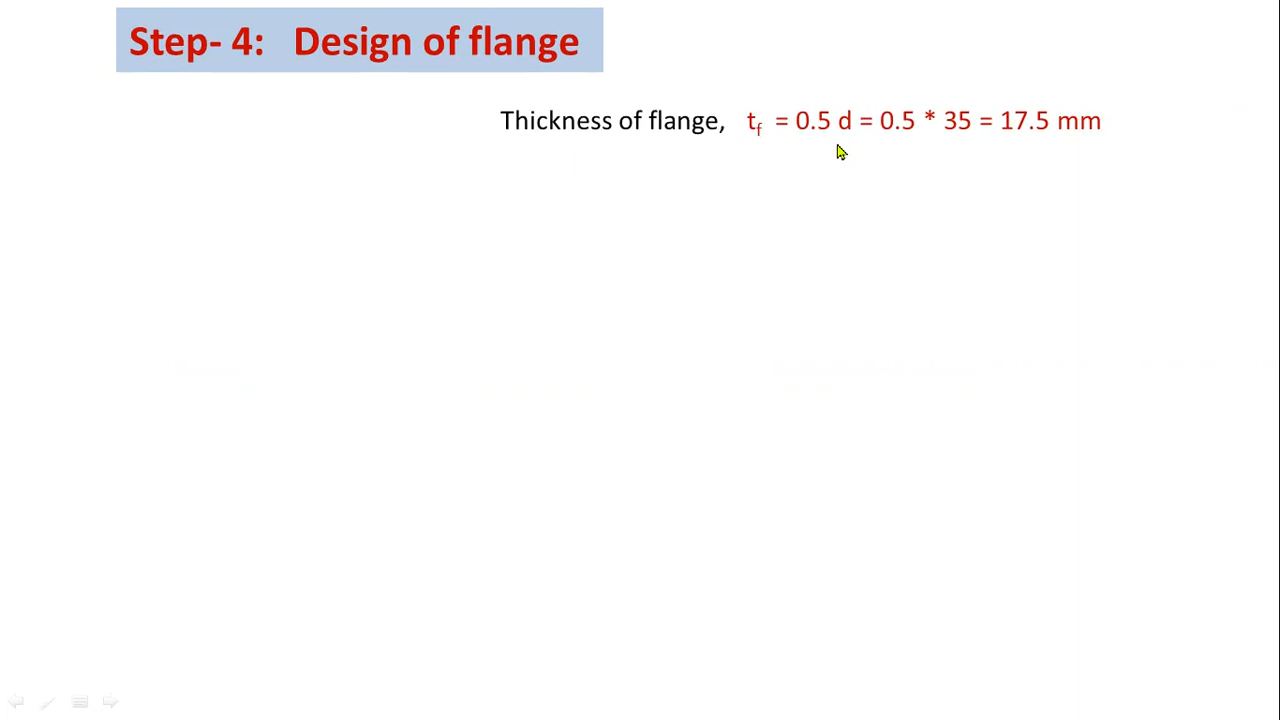 Step- 4: Design of flange
Thickness of flange, tf = 0.5 d = 0.5 * 35 = 17.5 mm